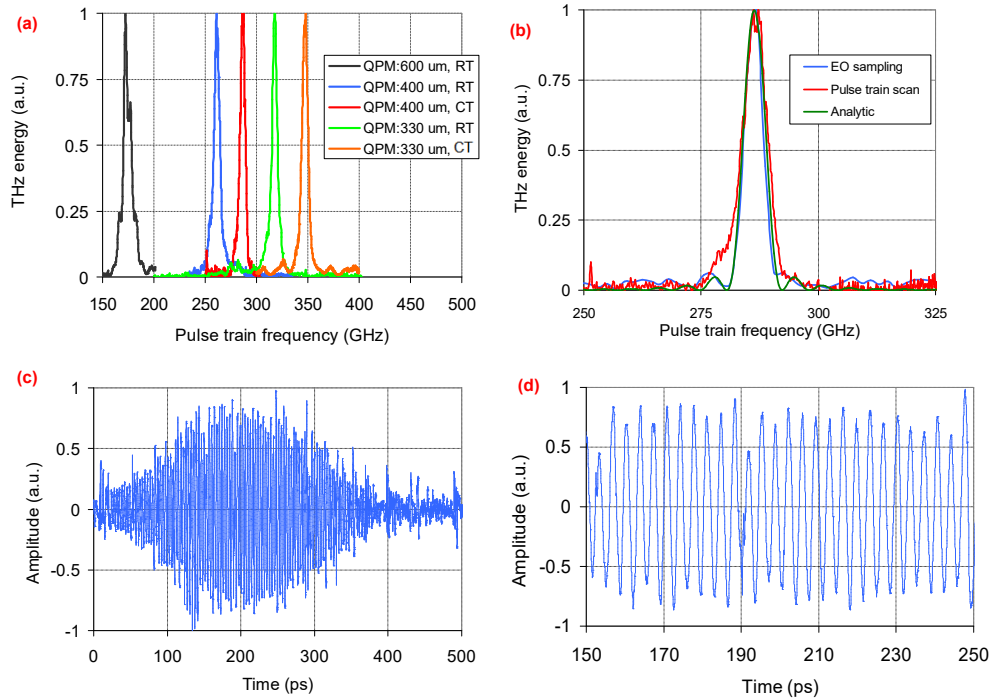 (a)
THz energy (a.u.)
1
0.75
0.5
0.25
0
QPM:600 um, RT
QPM:400 um, RT
QPM:400 um, CT
QPM:330 um, RT
QPM:330 um, CT
150 200 250 300 350 400 450 500
Pulse train frequency (GHz)
(b)
THz energy (a.u.)
1
0.75
0.5
0.25
0
EO sampling
Pulse train scan
Analytic
250 275 300 325
Pulse train frequency (GHz)
(c)
Amplitude (a.u.)
1
0.5
0
-0.5
-1
0 100 200 300 400 500
Time (ps)
(d)
Amplitude (a.u.)
1
0.5
0
-0.5
-1
150 170 190 210 230 250
Time (ps)